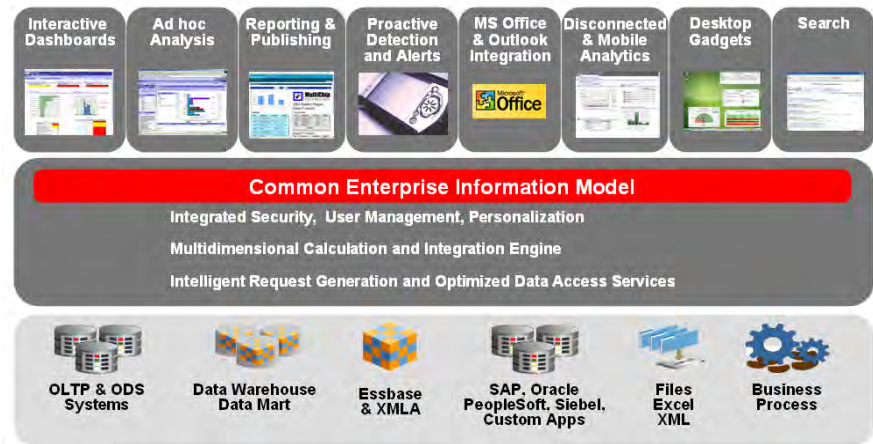 Interactive
Dashboards
Ad hoc
Analysis
Reporting &
Publishing
Proactive
Detection
and Alerts
MS Office
& Outlook
Integration
Disconnected
& Mobile
Analytics
Desktop
Gadgets
Search
MultiChip
Microsoft
Office
Common Enterprise Information Model
Integrated Security, User Management, Personalization
Multidimensional Calculation and Integration Engine
Intelligent Request Generation and Optimized Data Access Services
OLTP & ODS
Systems
Data Warehouse
Data Mart
Essbase
& XMLA
SAP, Oracle
PeopleSoft, Siebel,
Custom Apps
Files
Excel
XML
Business
Process